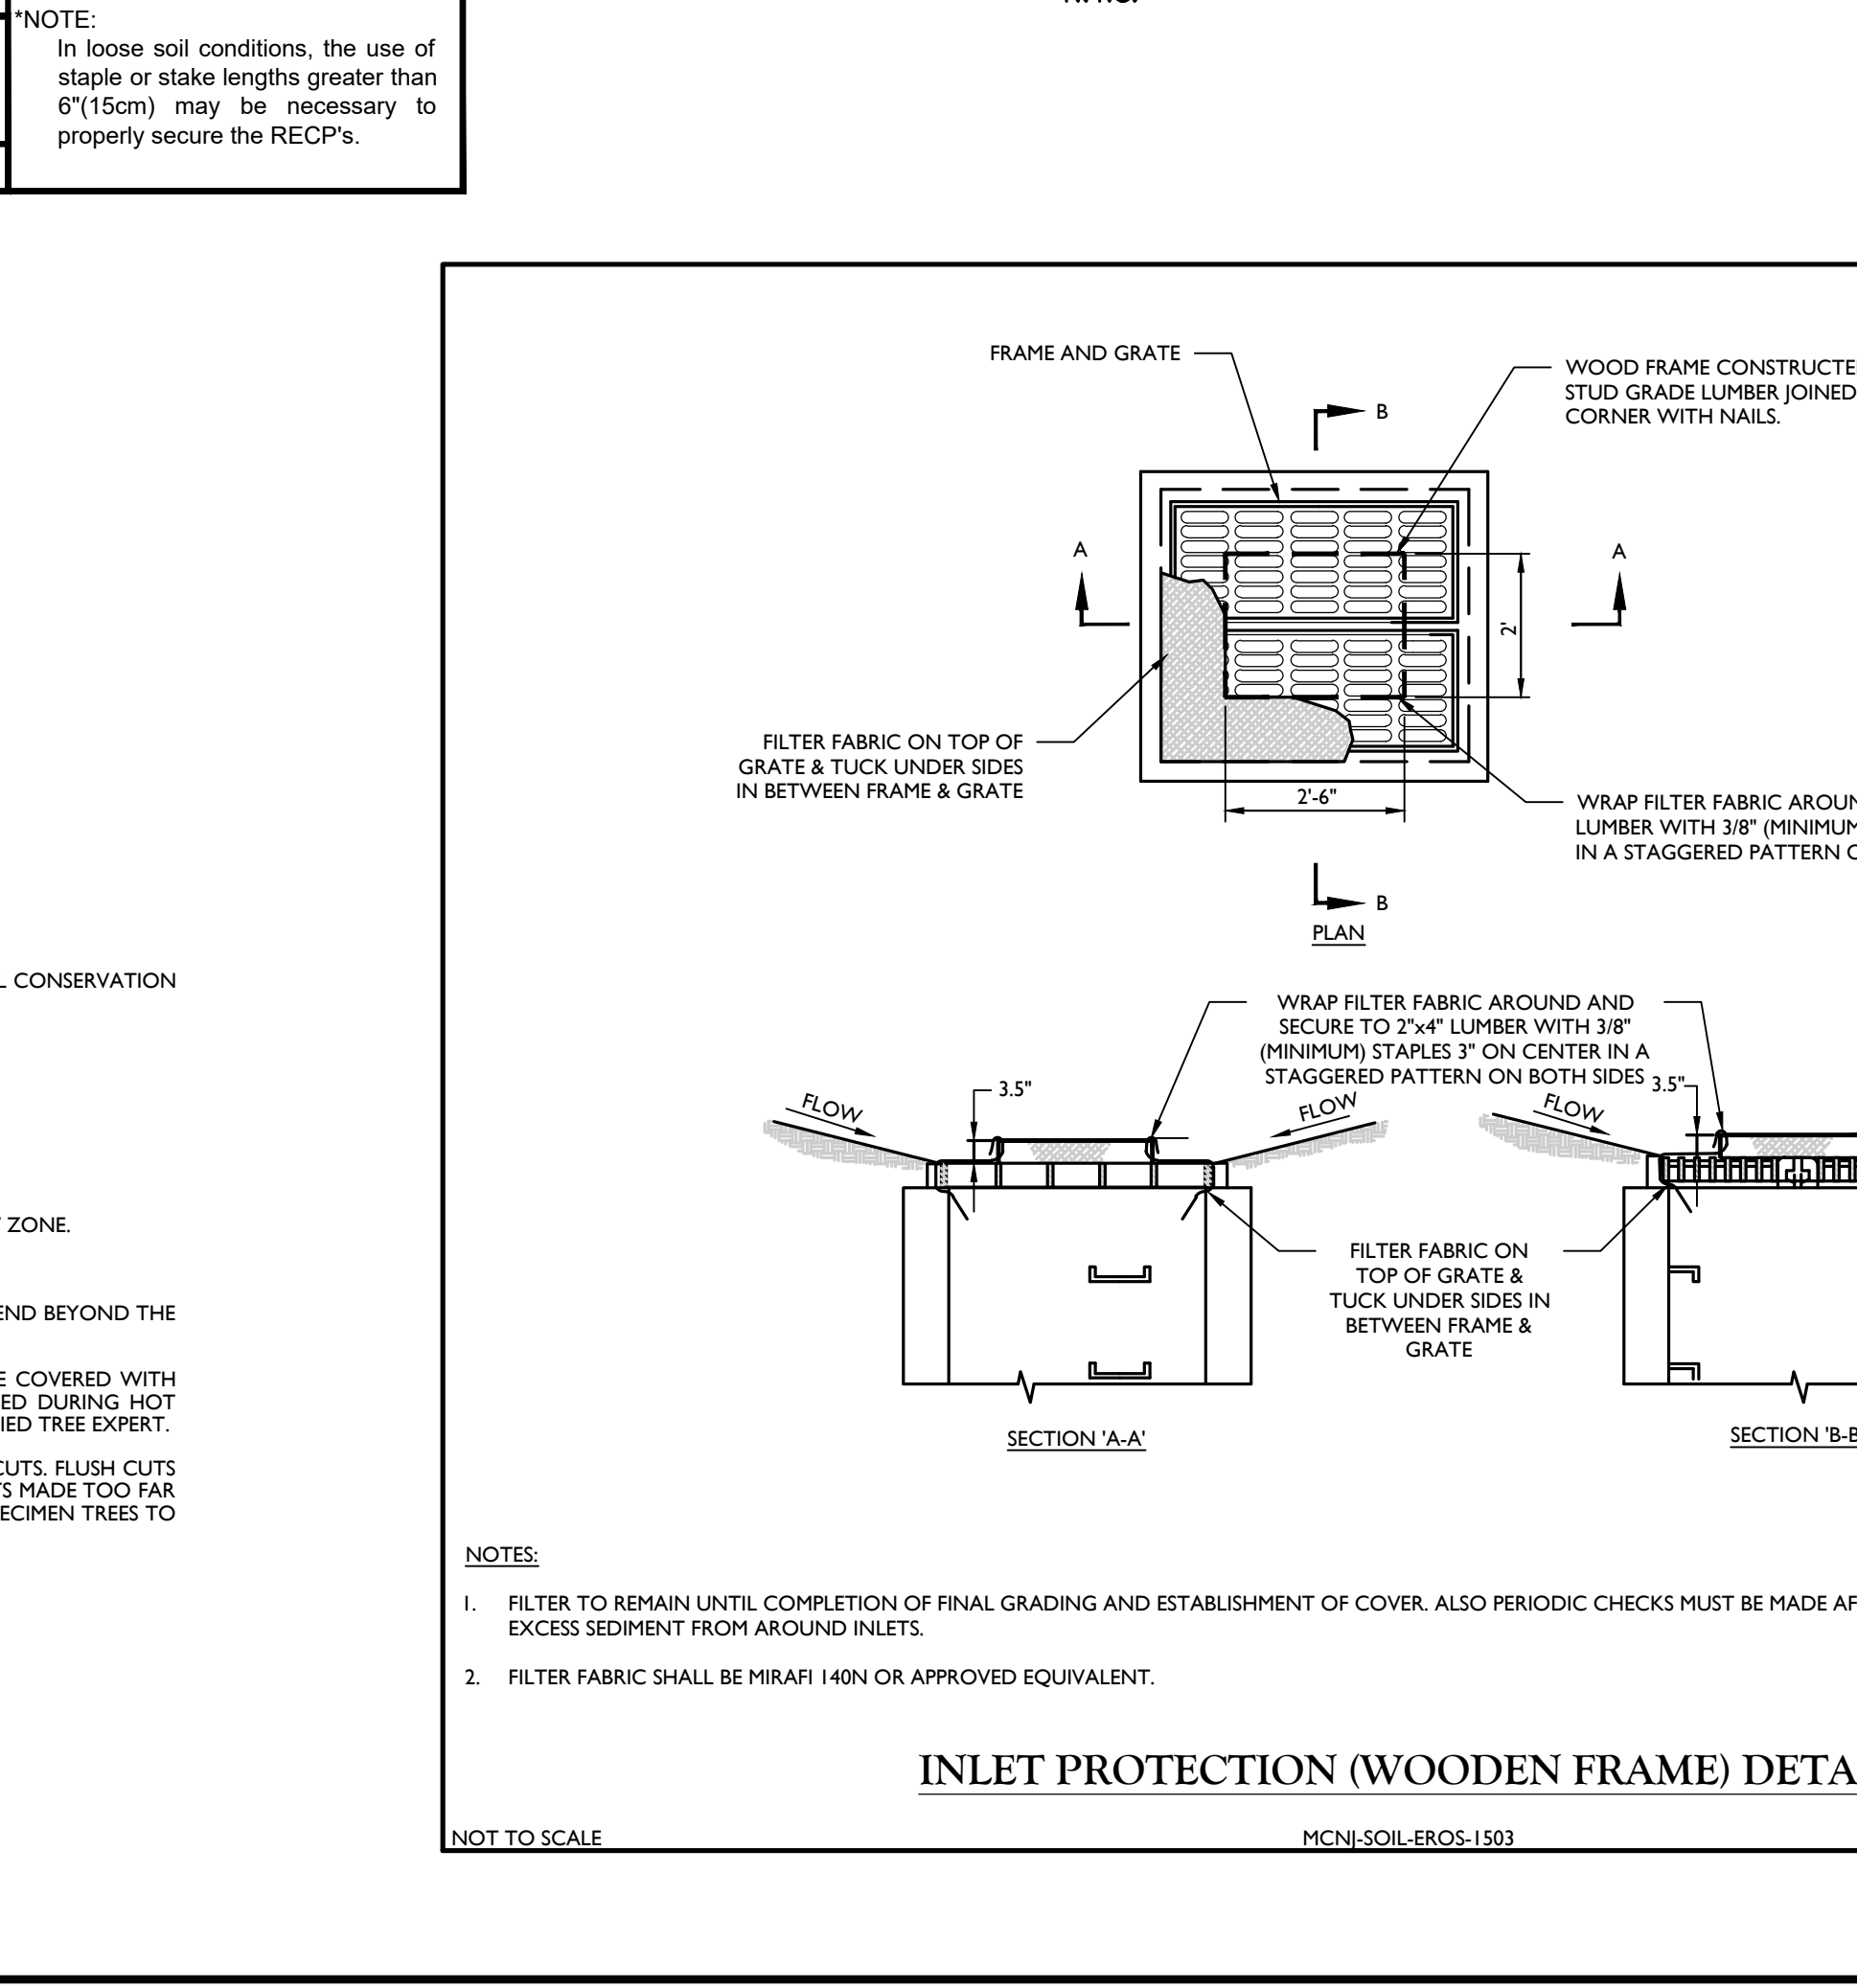 *NOTE:
In loose soil conditions, the use of
staple or stake lengths greater than
6"(15cm) may be necessary to
properly secure the RECP's.
CONSERVATION
ZONE.
BEYOND THE
COVERED WITH
DURING HOT
TREE EXPERT.
CUTS. FLUSH CUTS
MADE TOO FAR
TREES TO
FRAME AND GRATE
WOOD FRAME
STUD GRADE LUMBER JOINED
CORNER WITH NAILS.
B
A
A
2'
FILTER FABRIC ON TOP OF
GRATE & TUCK UNDER SIDES
IN BETWEEN FRAME & GRATE
2'-6"
WRAP FILTER FABRIC
LUMBER WITH 3/8"
IN A STAGGERED PATTERN
B
PLAN
WRAP FILTER FABRIC AROUND AND
SECURE TO 2"x4" LUMBER WITH 3/8"
(MINIMUM) STAPLES 3" ON CENTER IN A
STAGGERED PATTERN ON BOTH SIDES
3.5"
3.5"
FLOW
FLOW
FLOW
FILTER FABRIC ON
TOP OF GRATE &
TUCK UNDER SIDES IN
BETWEEN FRAME &
GRATE
SECTION 'A-A'
SECTION 'B-B
NOTES:
1. FILTER TO REMAIN UNTIL COMPLETION OF FINAL GRADING AND ESTABLISHMENT OF COVER. ALSO PERIODIC CHECKS MUST BE MADE
EXCESS SEDIMENT FROM AROUND INLETS.
2. FILTER FABRIC SHALL BE MIRAFI 140N OR APPROVED EQUIVALENT.
INLET PROTECTION (WOODEN FRAME)
NOT TO SCALE
MCNJ-SOIL-EROS-1503